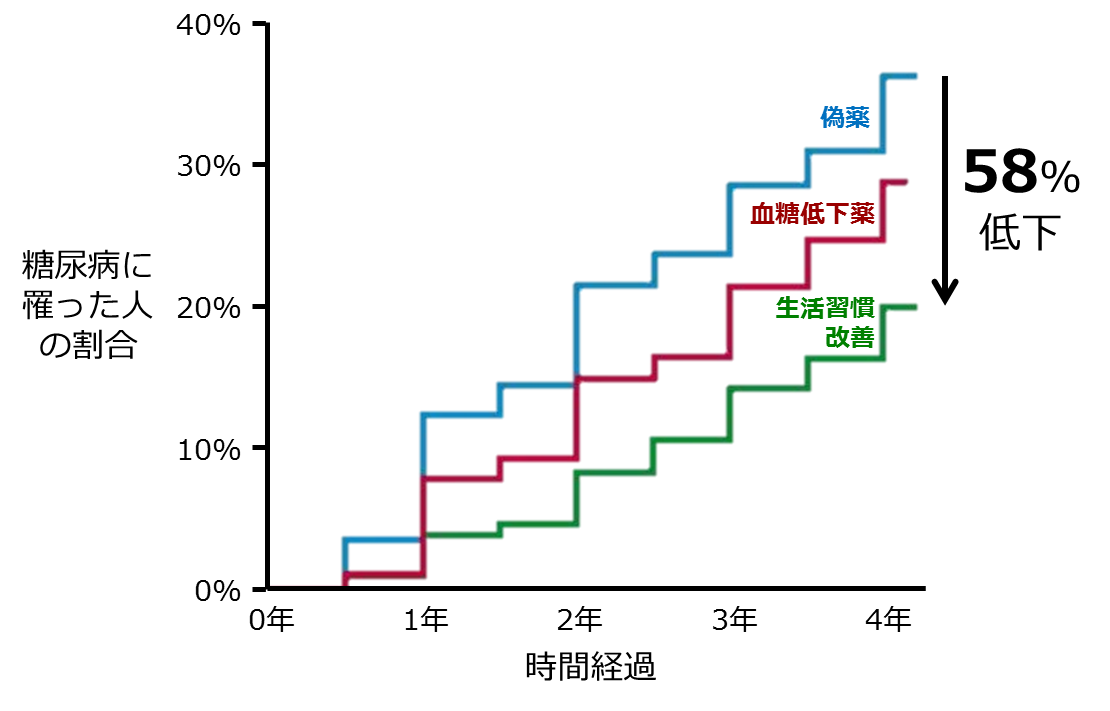 40%
30%
20%
10%
0%
糖尿病に
罹った人
の割合
偽薬
血糖低下薬
生活習慣
改善
58%
低下
0年
1年
2年
3年
4年
時間経過